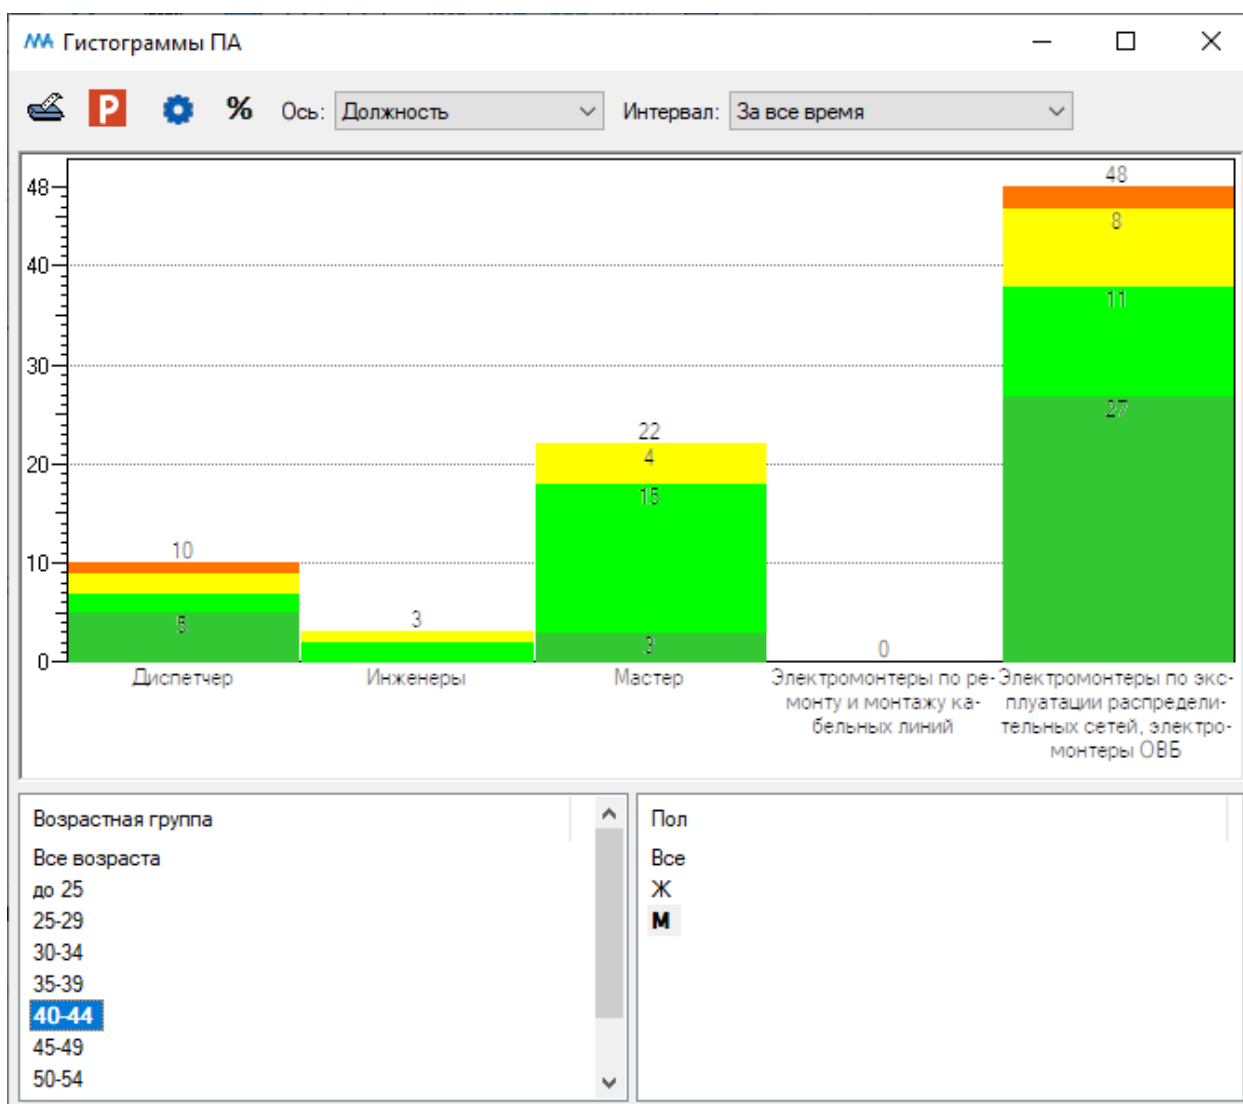 Гистограммы ПА
P % Ось: Должность Интервал: За все время
48
40
30
20
10
0
10
5
3
22
4
15
3
0
48
8
11
27
Диспетчер
Инженеры
Мастер
Электромонтеры по ре-
монту и монтажу ка-
бельных линий
Электромонтеры по экс-
плуатации распредели-
тельных сетей, электро-
монтеры ОВБ
Возрастная группа
Все возраста
до 25
25-29
30-34
35-39
40-44
45-49
50-54
Пол
Все
Ж
М